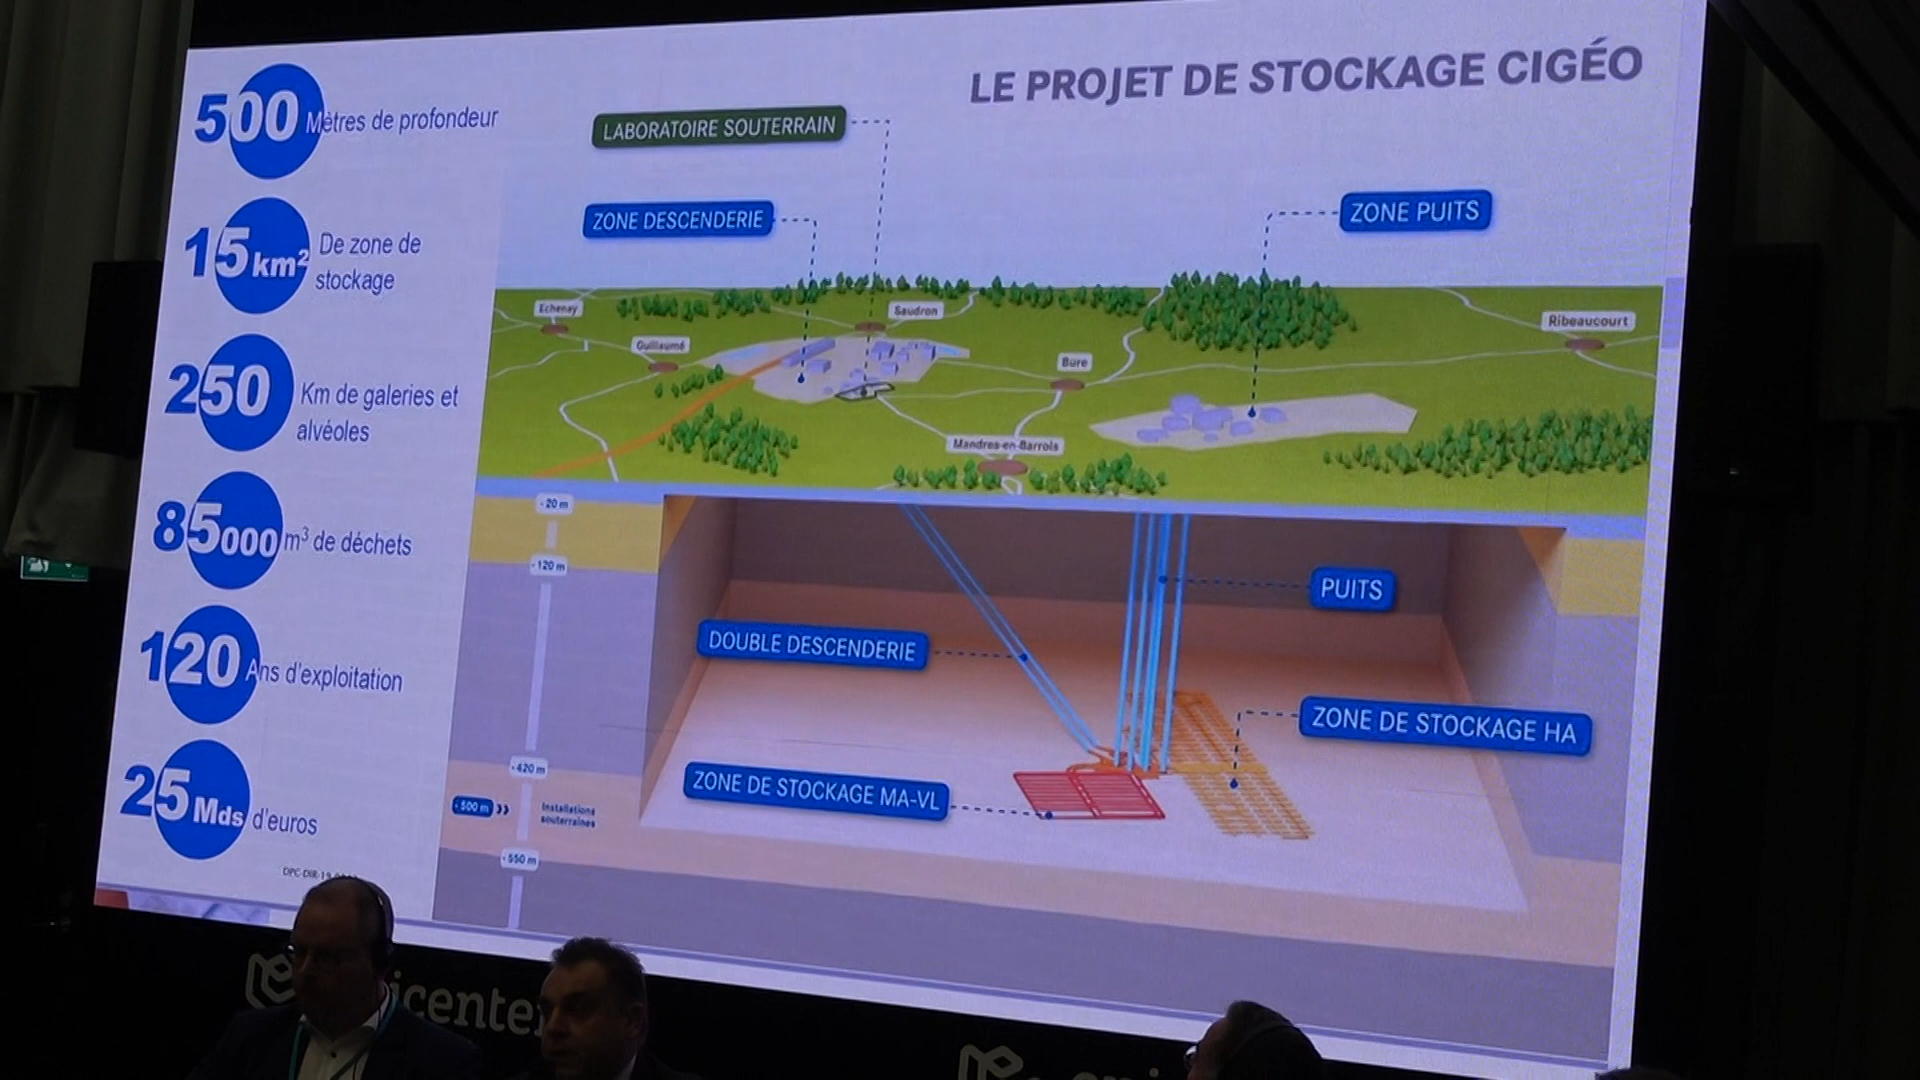 LE PROJET DE STOCKAGE CIGÉO
500 Mètres de profondeur
15 km² De zone de
stockage
250 Km de galeries et
alvéoles
85000 m³ de déchets
120 Ans d'exploitation
25 Mds d'euros
LABORATOIRE SOUTERRAIN
ZONE DESCENDERIE
ZONE PUITS
Echenay
Saudron
Ribeaucourt
Guillaumé
Bure
Mandres-en-Barrois
- 20 m
- 120 m
PUITS
DOUBLE DESCENDERIE
ZONE DE STOCKAGE HA
- 420 m
ZONE DE STOCKAGE MA-VL
- 500 m
Installations
souterraines
- 550 m